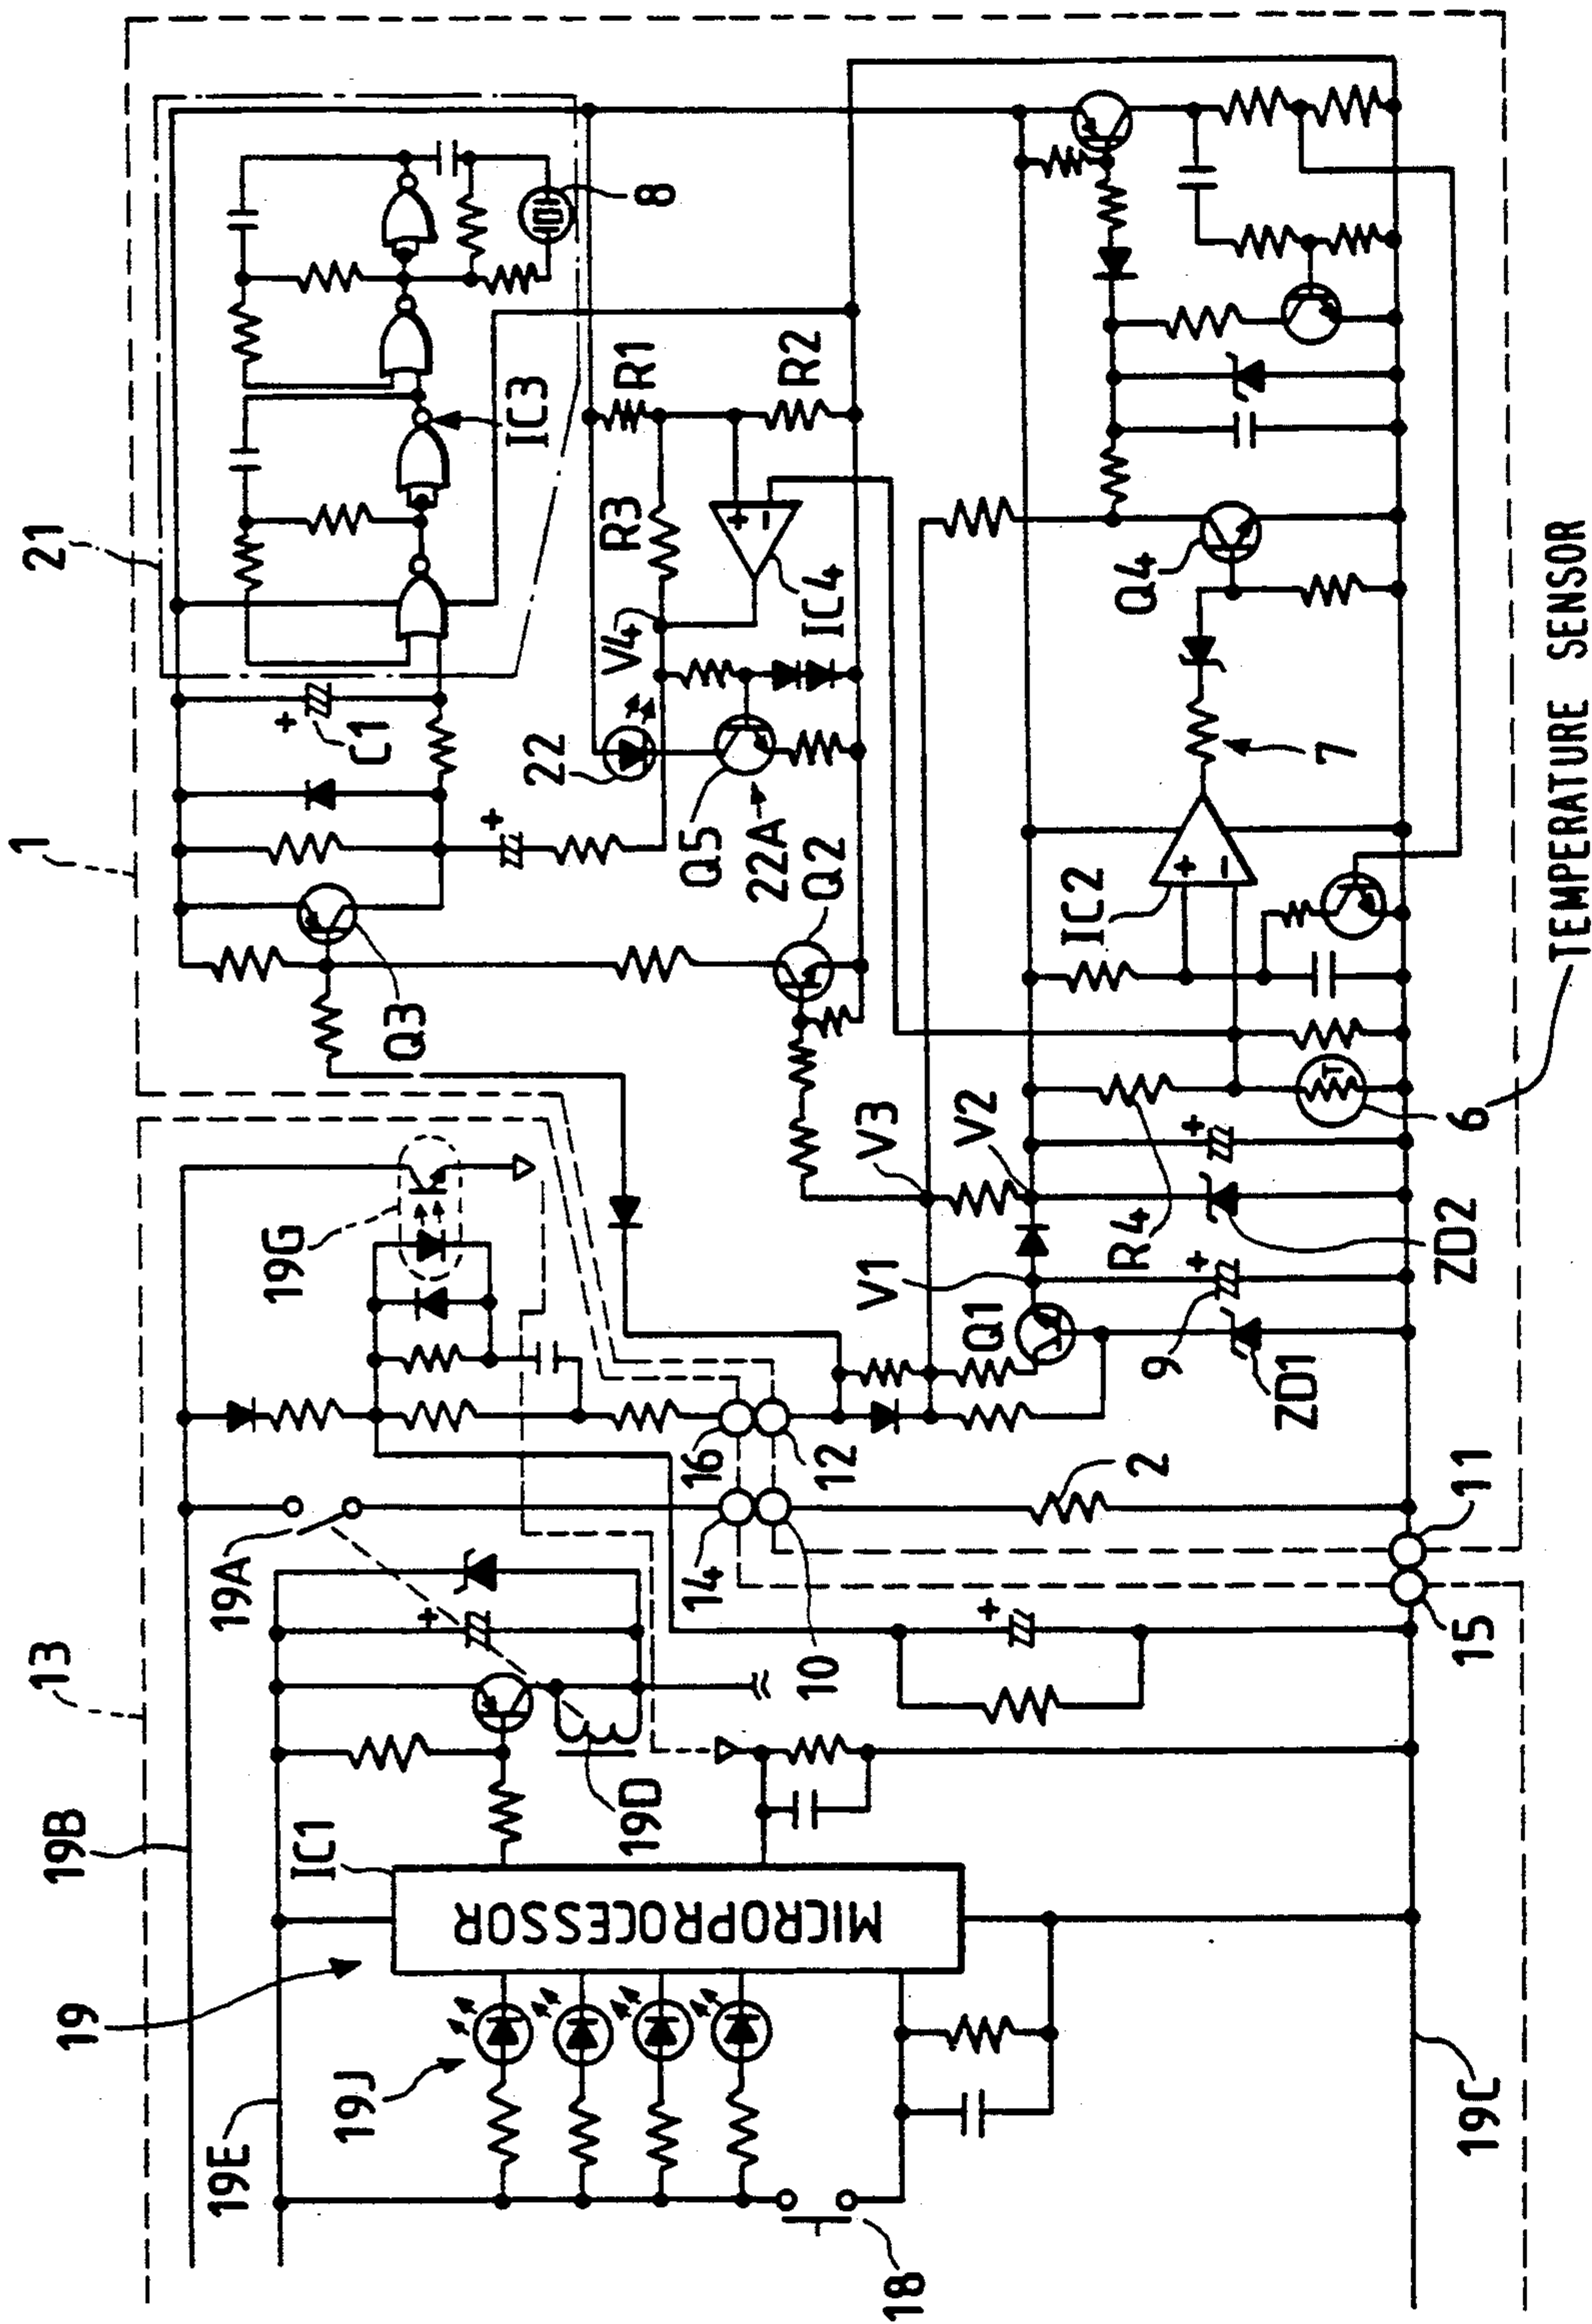 13
19B
19
19E
19J
IC1
MICROPROCESSOR
18
19C
19A
19D
19G
14
16
10
12
15
11
2
1
21
Q3
C1
IC3
8
22
V4
R3
R1
R2
IC4
Q5
22A
Q2
V3
V2
V1
Q1
R4
9
ZD1
ZD2
6
TEMPERATURE SENSOR
IC2
7
Q4
+
+
+
+
+
+
+
+
-
+
-
T